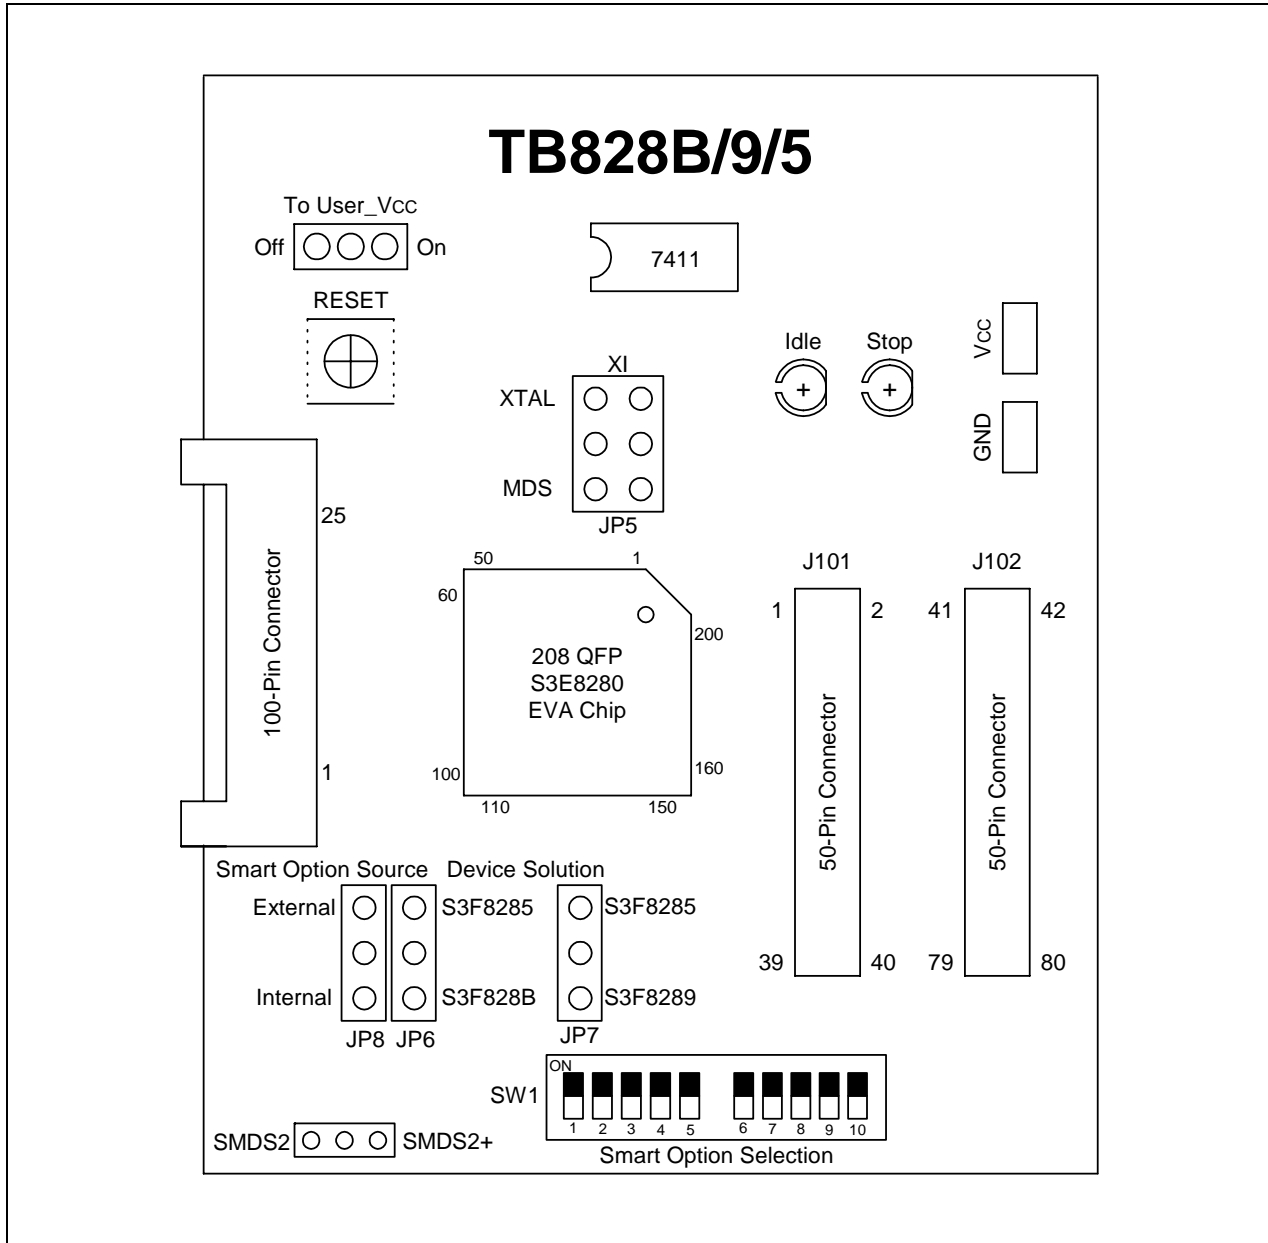 TB828B/9/5
To User_VCC
Off
On
7411
RESET
Idle
Stop
VCC
GND
XI
XTAL
MDS
JP5
25
100-Pin Connector
1
50
1
60
200
208 QFP
S3E8280
EVA Chip
100
160
110
150
J101
1
2
50-Pin Connector
39
40
J102
41
42
50-Pin Connector
79
80
Smart Option Source
Device Solution
External
S3F8285
S3F8285
Internal
S3F828B
S3F8289
JP8
JP6
JP7
ON
SW1
1 2 3 4 5 6 7 8 9 10
Smart Option Selection
SMDS2
SMDS2+